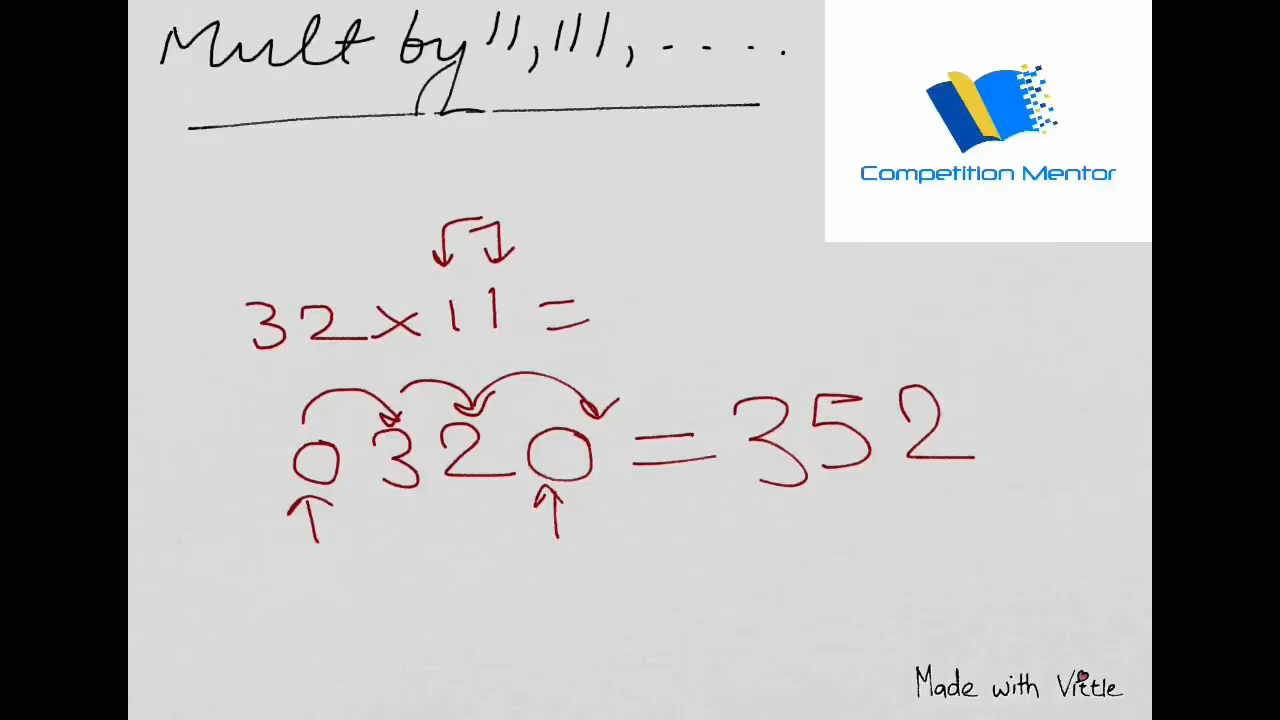 Mult by 11, 111, -----.
Competition Mentor
32×11=
0320=352
Made with Vittle